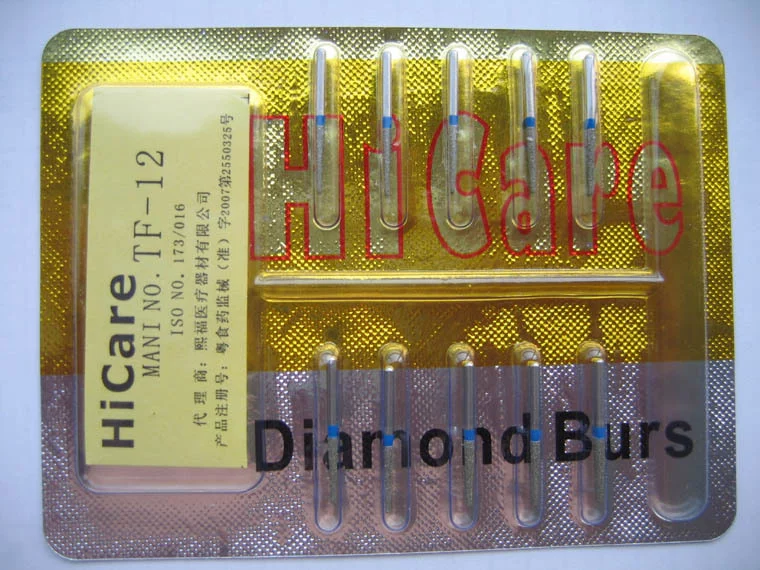 HiCare
MANI NO. TF-12
ISO NO. 173/016
代 理 商: 熙福医疗器材有限公司
产品注册号: 粤食药监械(准)字2007第2550325号
HiCare
Diamond Burs